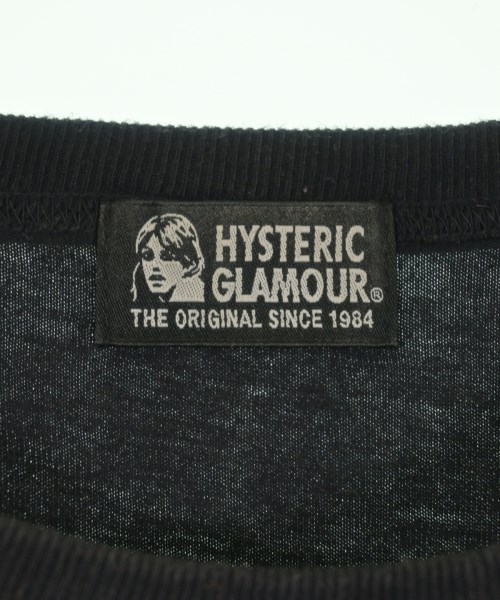 HYSTERIC
GLAMOUR®
THE ORIGINAL SINCE 1984